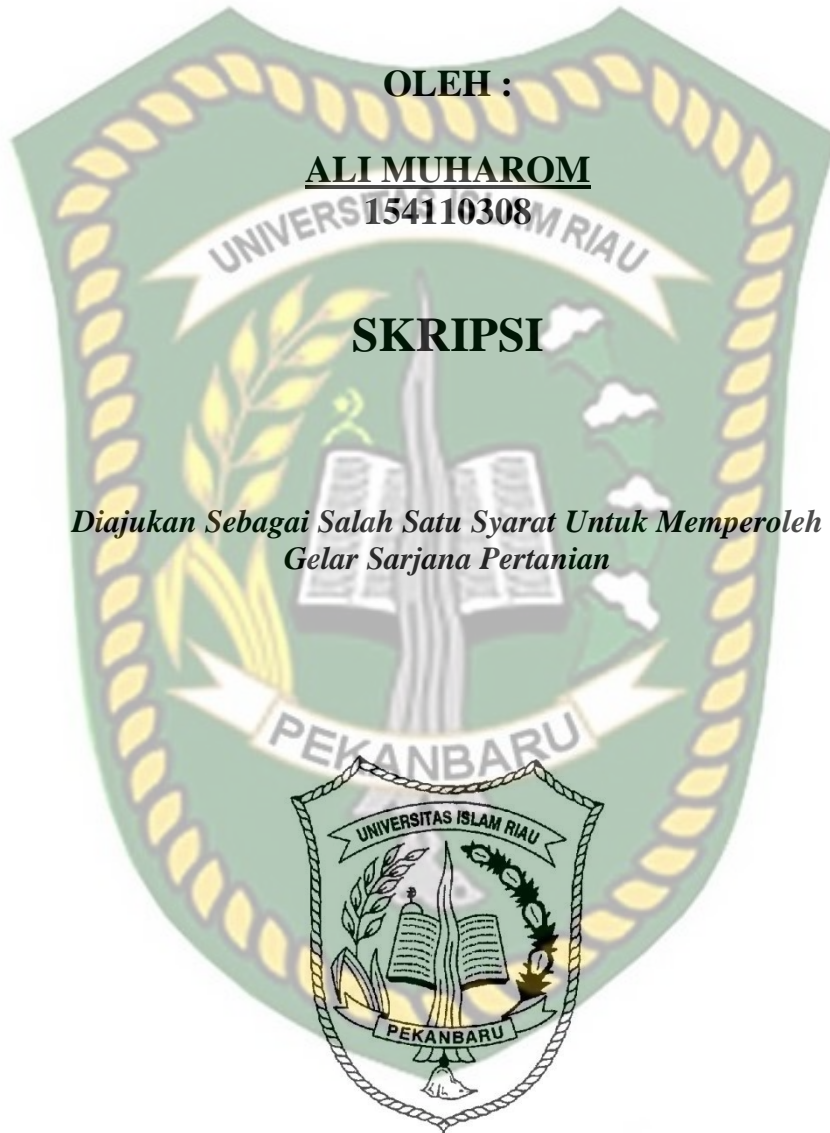 OLEH :
ALI MUHAROM
154110308
UNIVERSITAS ISLAM RIAU
SKRIPSI
Diajukan Sebagai Salah Satu Syarat Untuk Memperoleh
Gelar Sarjana Pertanian
PEKANBARU
UNIVERSITAS ISLAM RIAU
PEKANBARU